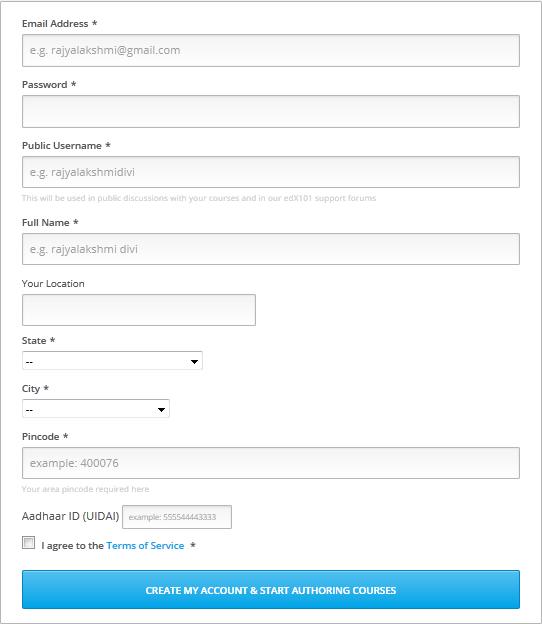 Email Address *
e.g. rajyalakshmi@gmail.com
Password *
Public Username *
e.g. rajyalakshmidivi
This will be used in public discussions with your courses and in our edX101 support forums
Full Name *
e.g. rajyalakshmi divi
Your Location
State *
--
City *
--
Pincode *
example: 400076
Your area pincode required here
Aadhaar ID (UIDAI) example: 555544443333
I agree to the Terms of Service *
CREATE MY ACCOUNT & START AUTHORING COURSES